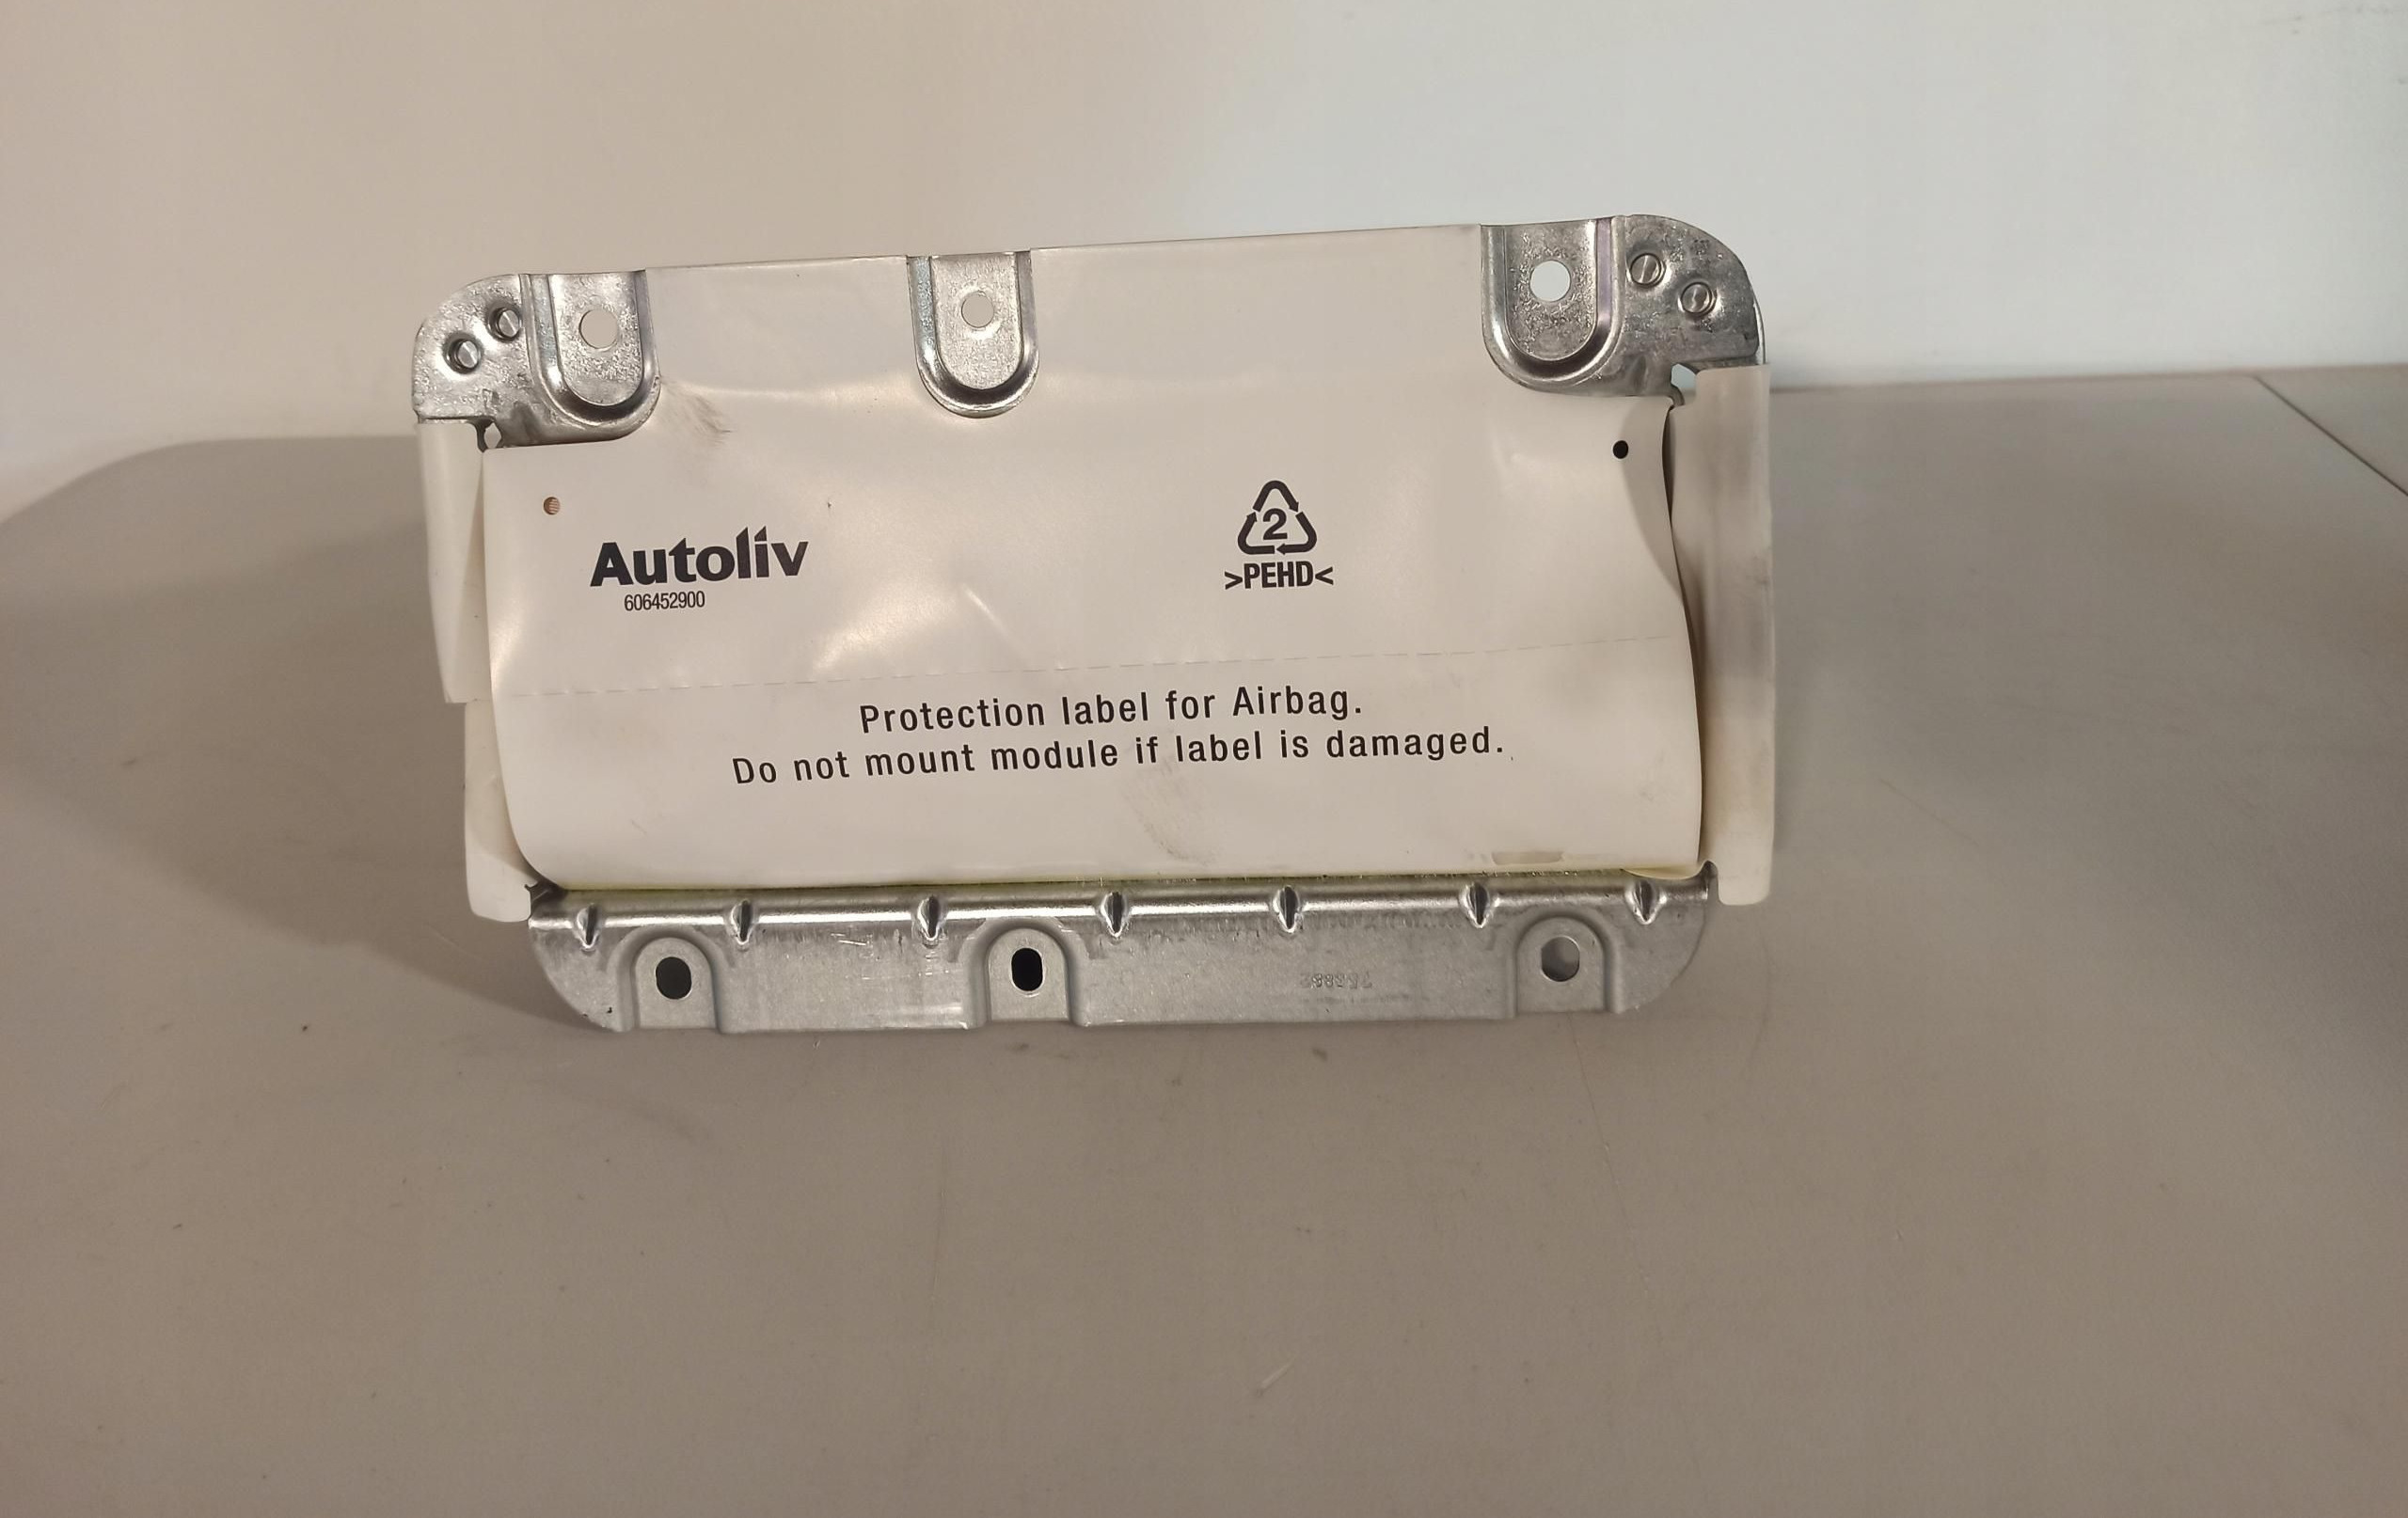 Autoliv
606452900
2
>PEHD<
Protection label for Airbag.
Do not mount module if label is damaged.